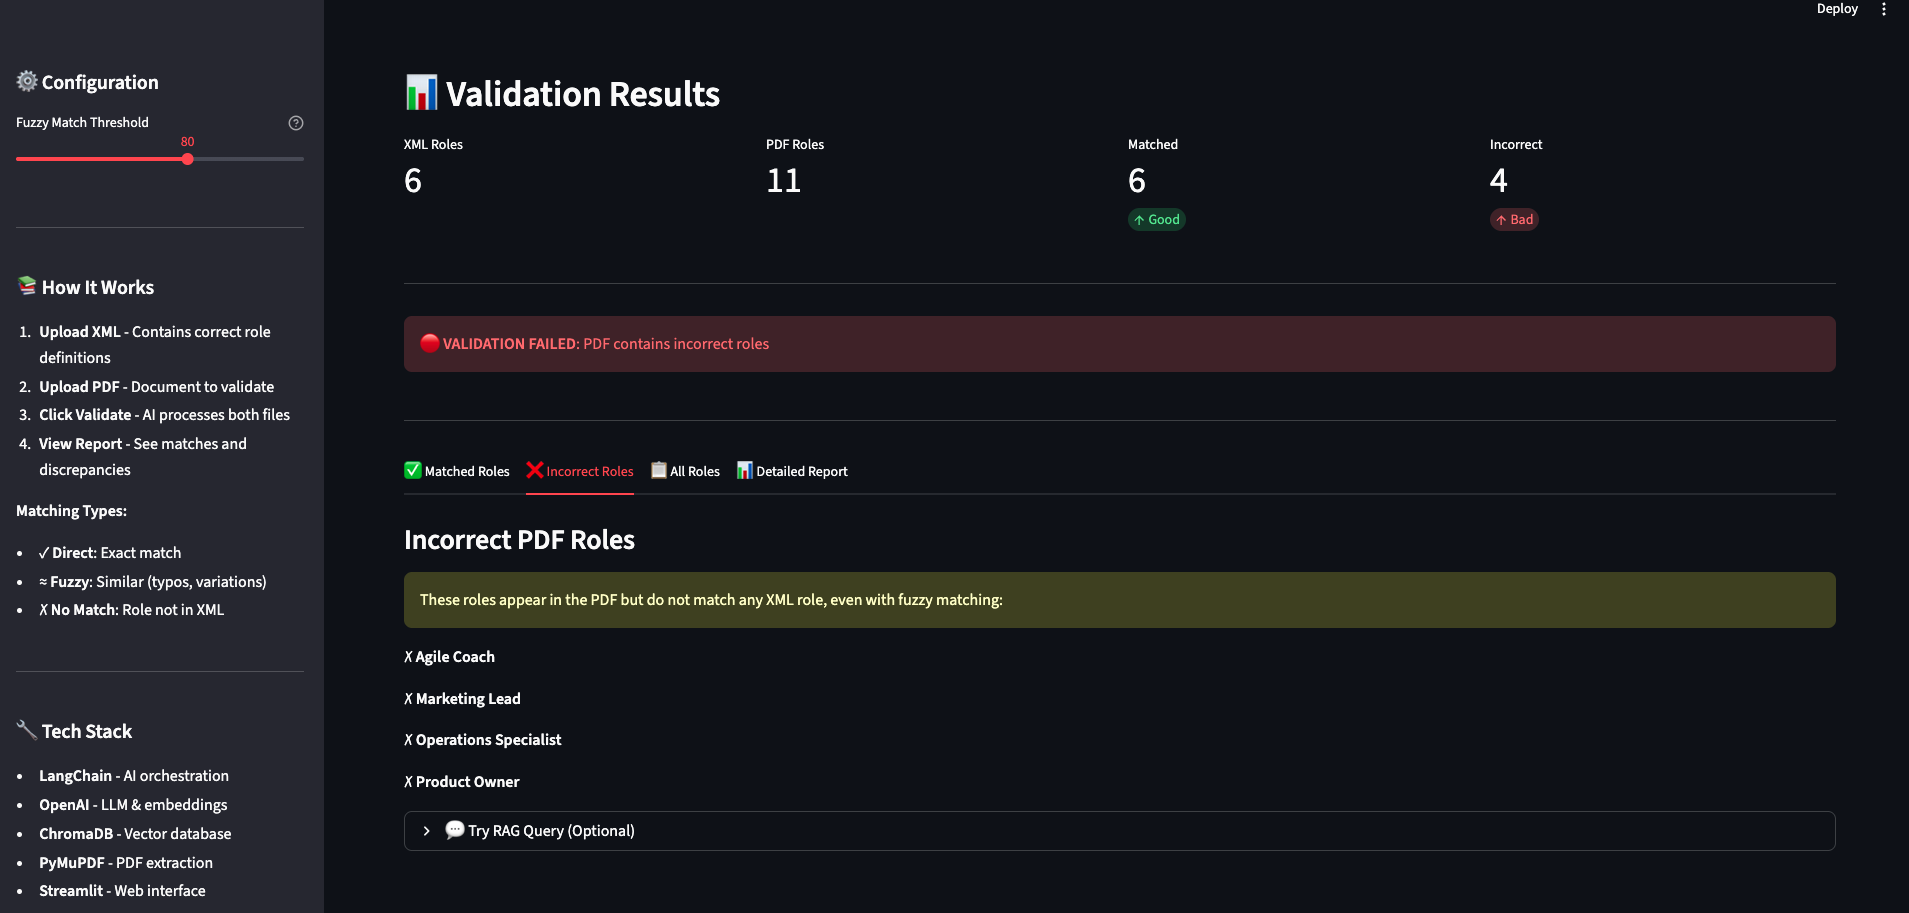 Deploy
⚙️ Configuration
Fuzzy Match Threshold
80
📚 How It Works
1. Upload XML - Contains correct role
definitions
2. Upload PDF - Document to validate
3. Click Validate - AI processes both files
4. View Report - See matches and
discrepancies
Matching Types:
• ✓ Direct: Exact match
• ≈ Fuzzy: Similar (typos, variations)
• ✗ No Match: Role not in XML
🔧 Tech Stack
• LangChain - AI orchestration
• OpenAI - LLM & embeddings
• ChromaDB - Vector database
• PyMuPDF - PDF extraction
• Streamlit - Web interface
📊 Validation Results
XML Roles
6
PDF Roles
11
Matched
6
↑ Good
Incorrect
4
↑ Bad
🔴 VALIDATION FAILED: PDF contains incorrect roles
✅ Matched Roles ❌ Incorrect Roles 📋 All Roles 📊 Detailed Report
Incorrect PDF Roles
These roles appear in the PDF but do not match any XML role, even with fuzzy matching:
✗ Agile Coach
✗ Marketing Lead
✗ Operations Specialist
✗ Product Owner
💬 Try RAG Query (Optional)